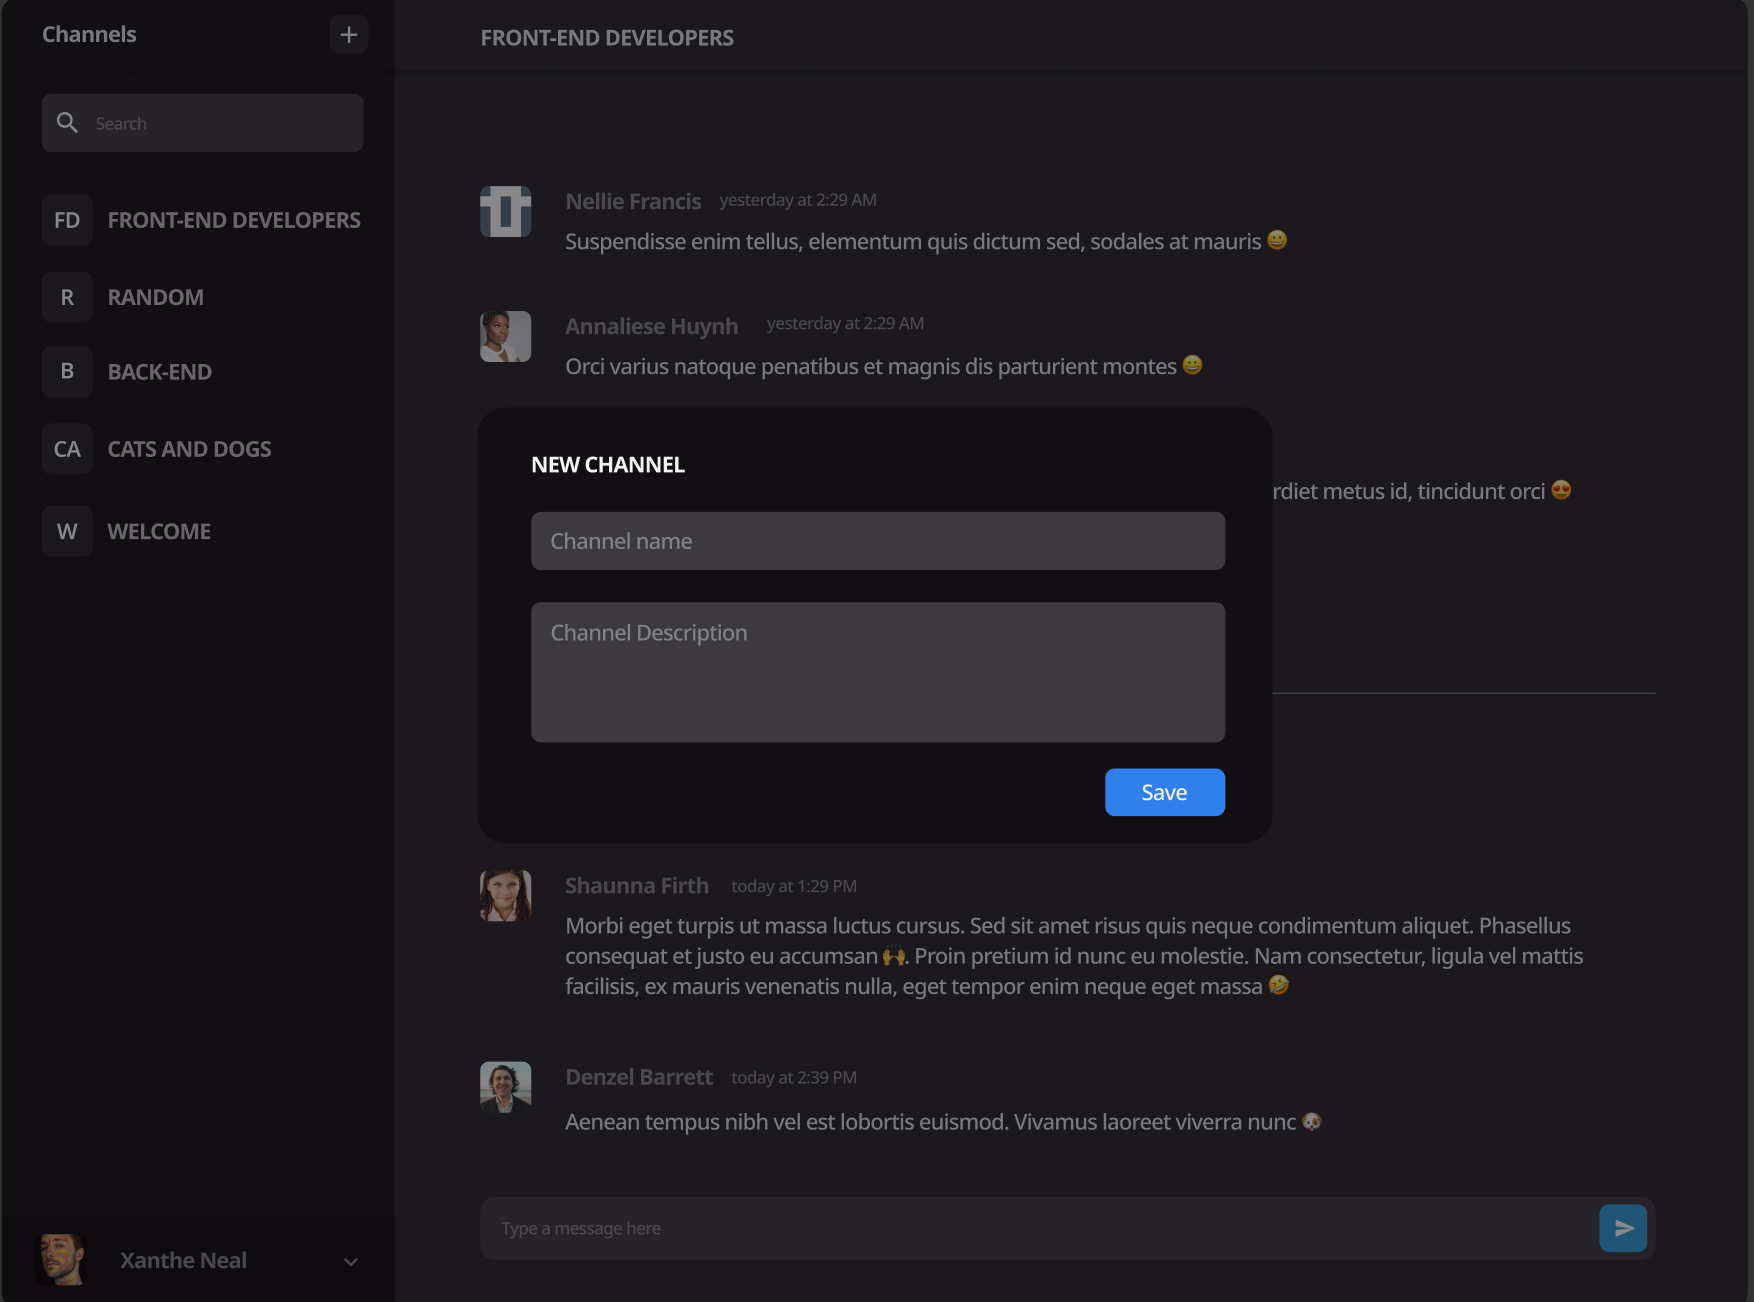 Channels
Search
FD FRONT-END DEVELOPERS
R RANDOM
B BACK-END
CA CATS AND DOGS
W WELCOME
Xanthe Neal
FRONT-END DEVELOPERS
Nellie Francis yesterday at 2:29 AM
Suspendisse enim tellus, elementum quis dictum sed, sodales at mauris 😀
Annaliese Huynh yesterday at 2:29 AM
Orci varius natoque penatibus et magnis dis parturient montes 😀
rdiet metus id, tincidunt orci 😍
NEW CHANNEL
Channel name
Channel Description
Save
Shaunna Firth today at 1:29 PM
Morbi eget turpis ut massa luctus cursus. Sed sit amet risus quis neque condimentum aliquet. Phasellus
consequat et justo eu accumsan 🙌. Proin pretium id nunc eu molestie. Nam consectetur, ligula vel mattis
facilisis, ex mauris venenatis nulla, eget tempor enim neque eget massa 🤣
Denzel Barrett today at 2:39 PM
Aenean tempus nibh vel est lobortis euismod. Vivamus laoreet viverra nunc 🐶
Type a message here